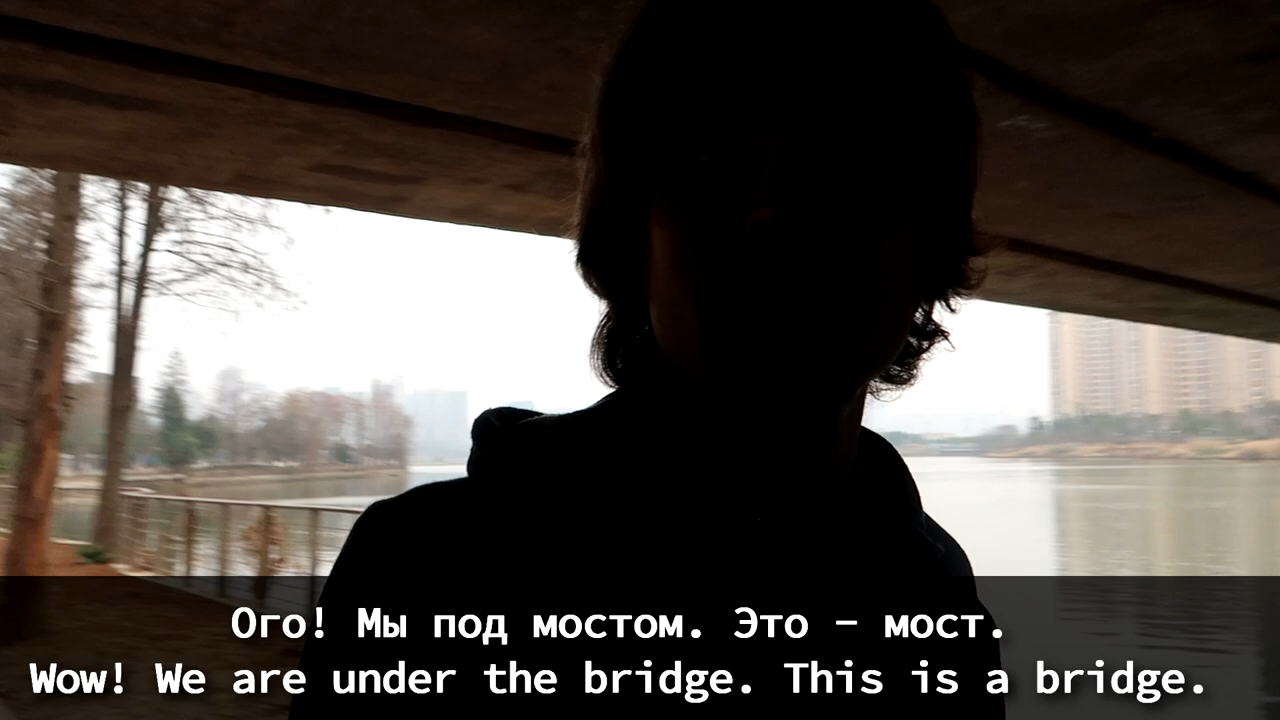 Ого! Мы под мостом. Это – мост.
Wow! We are under the bridge. This is a bridge.